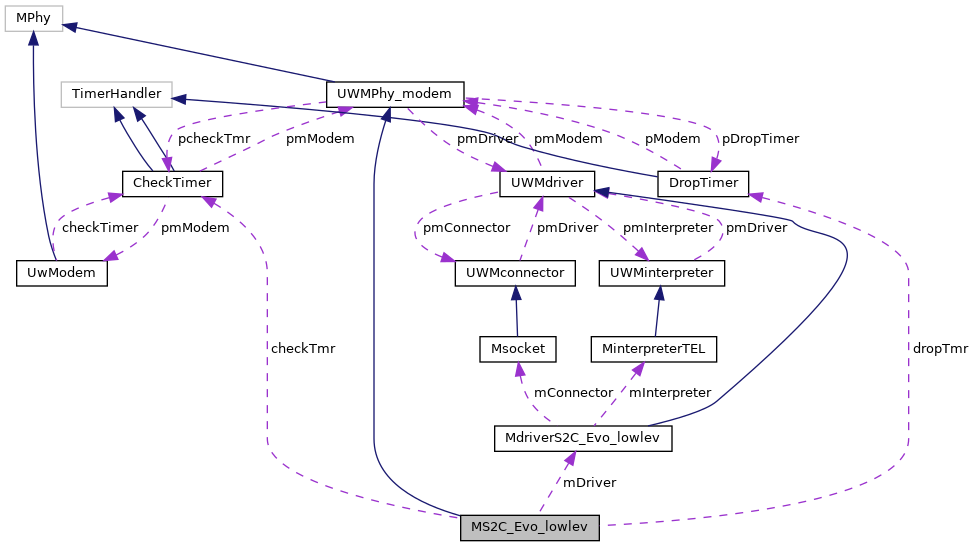 MPhy
TimerHandler
UWMPhy_modem
pcheckTmr
pmModem
pmDriver
pmModem
pModem
pDropTimer
CheckTimer
UWMdriver
DropTimer
checkTimer
pmModem
pmConnector
pmDriver
pmInterpreter
pmDriver
UwModem
UWMconnector
UWMinterpreter
Msocket
MinterpreterTEL
checkTmr
dropTmr
mConnector
mInterpreter
MdriverS2C_Evo_lowlev
mDriver
MS2C_Evo_lowlev